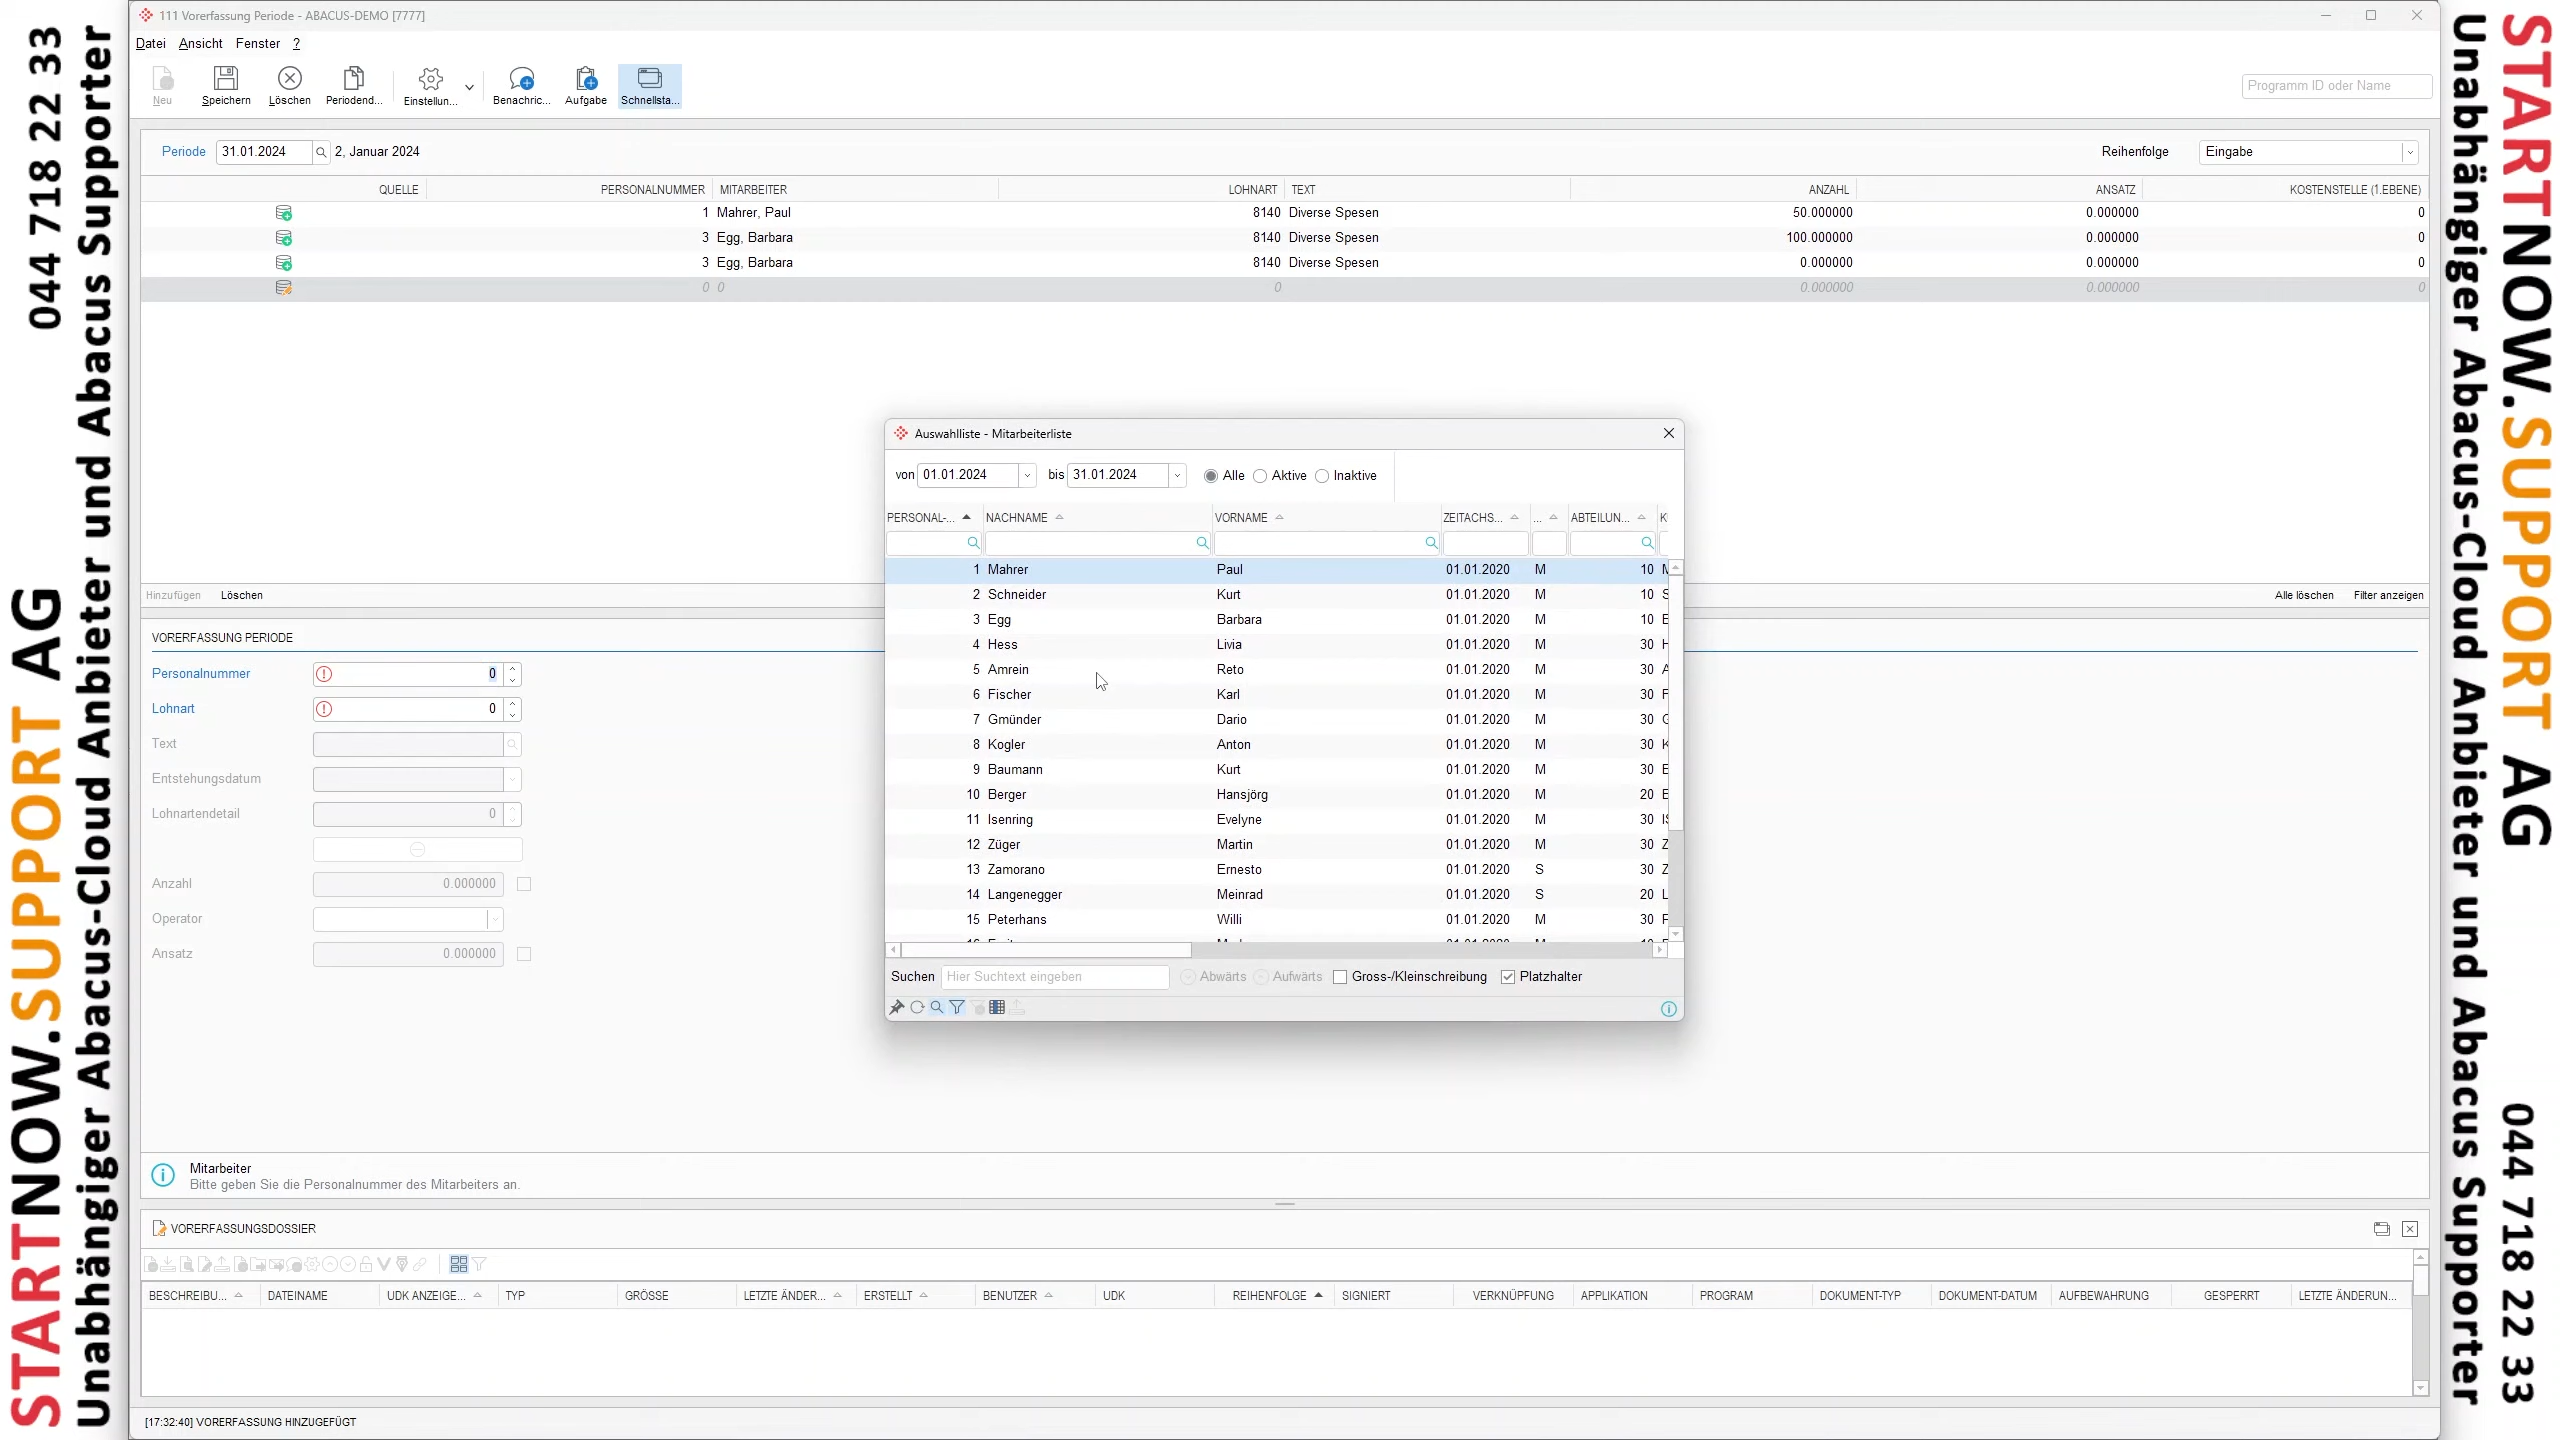 STARTNOW.SUPPORT AG 044 718 22 33
Unabhängiger Abacus-Cloud Anbieter und Abacus Supporter
111 Vorerfassung Periode - ABACUS-DEMO [7777]
Datei Ansicht Fenster ?
Neu Speichern Löschen Periodend... Einstellun... Benachric... Aufgabe Schnellsta... Programm ID oder Name
Periode 31.01.2024 2, Januar 2024 Reihenfolge Eingabe
QUELLE PERSONALNUMMER MITARBEITER LOHNART TEXT ANZAHL ANSATZ KOSTENSTELLE (1.EBENE)
1 Mahrer, Paul 8140 Diverse Spesen 50.000000 0.000000 0
3 Egg, Barbara 8140 Diverse Spesen 100.000000 0.000000 0
3 Egg, Barbara 8140 Diverse Spesen 0.000000 0.000000 0
0 0 0 0.000000 0.000000 0
Hinzufügen Löschen Alle löschen Filter anzeigen
VORERFASSUNG PERIODE
Personalnummer 0
Lohnart 0
Text
Entstehungsdatum
Lohnartendetail 0
Anzahl 0.000000
Operator
Ansatz 0.000000
Auswahlliste - Mitarbeiterliste
von 01.01.2024 bis 31.01.2024 Alle Aktive Inaktive
PERSONAL-... NACHNAME VORNAME ZEITACHS... ... ABTEILUN...
1 Mahrer Paul 01.01.2020 M 10
2 Schneider Kurt 01.01.2020 M 10
3 Egg Barbara 01.01.2020 M 10
4 Hess Livia 01.01.2020 M 30
5 Amrein Reto 01.01.2020 M 30
6 Fischer Karl 01.01.2020 M 30
7 Gmünder Dario 01.01.2020 M 30
8 Kogler Anton 01.01.2020 M 30
9 Baumann Kurt 01.01.2020 M 30
10 Berger Hansjörg 01.01.2020 M 20
11 Isenring Evelyne 01.01.2020 M 30
12 Züger Martin 01.01.2020 M 30
13 Zamorano Ernesto 01.01.2020 S 30
14 Langenegger Meinrad 01.01.2020 S 20
15 Peterhans Willi 01.01.2020 M 30
Suchen Hier Suchtext eingeben Abwärts Aufwärts Gross-/Kleinschreibung Platzhalter
Mitarbeiter
Bitte geben Sie die Personalnummer des Mitarbeiters an.
VORERFASSUNGSDOSSIER
BESCHREIBU... DATEINAME UDK ANZEIGE... TYP GRÖSSE LETZTE ÄNDER... ERSTELLT BENUTZER UDK REIHENFOLGE SIGNIERT VERKNÜPFUNG APPLIKATION PROGRAM DOKUMENT-TYP DOKUMENT-DATUM AUFBEWAHRUNG GESPERRT LETZTE ÄNDERUN...
[17:32:40] VORERFASSUNG HINZUGEFÜGT
STARTNOW.SUPPORT AG 044 718 22 33
Unabhängiger Abacus-Cloud Anbieter und Abacus Supporter